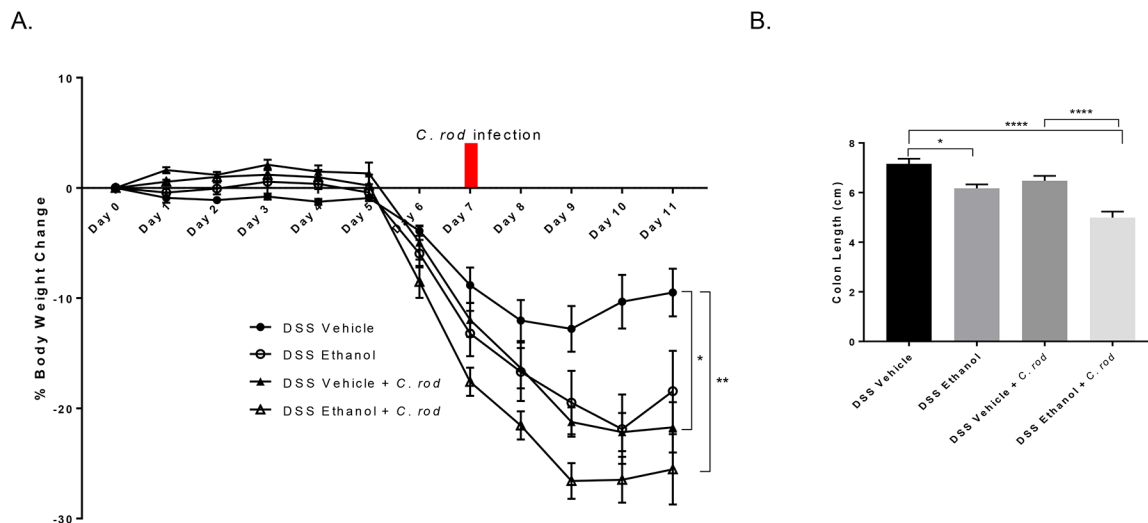 A.
B.
% Body Weight Change
10
0
-10
-20
-30
C. rod infection
Day 0
Day 1
Day 2
Day 3
Day 4
Day 5
Day 6
Day 7
Day 8
Day 9
Day 10
Day 11
DSS Vehicle
DSS Ethanol
DSS Vehicle + C. rod
DSS Ethanol + C. rod
*
**
Colon Length (cm)
8
6
4
2
0
****
****
*
DSS Vehicle
DSS Ethanol
DSS Vehicle + C. rod
DSS Ethanol + C. rod